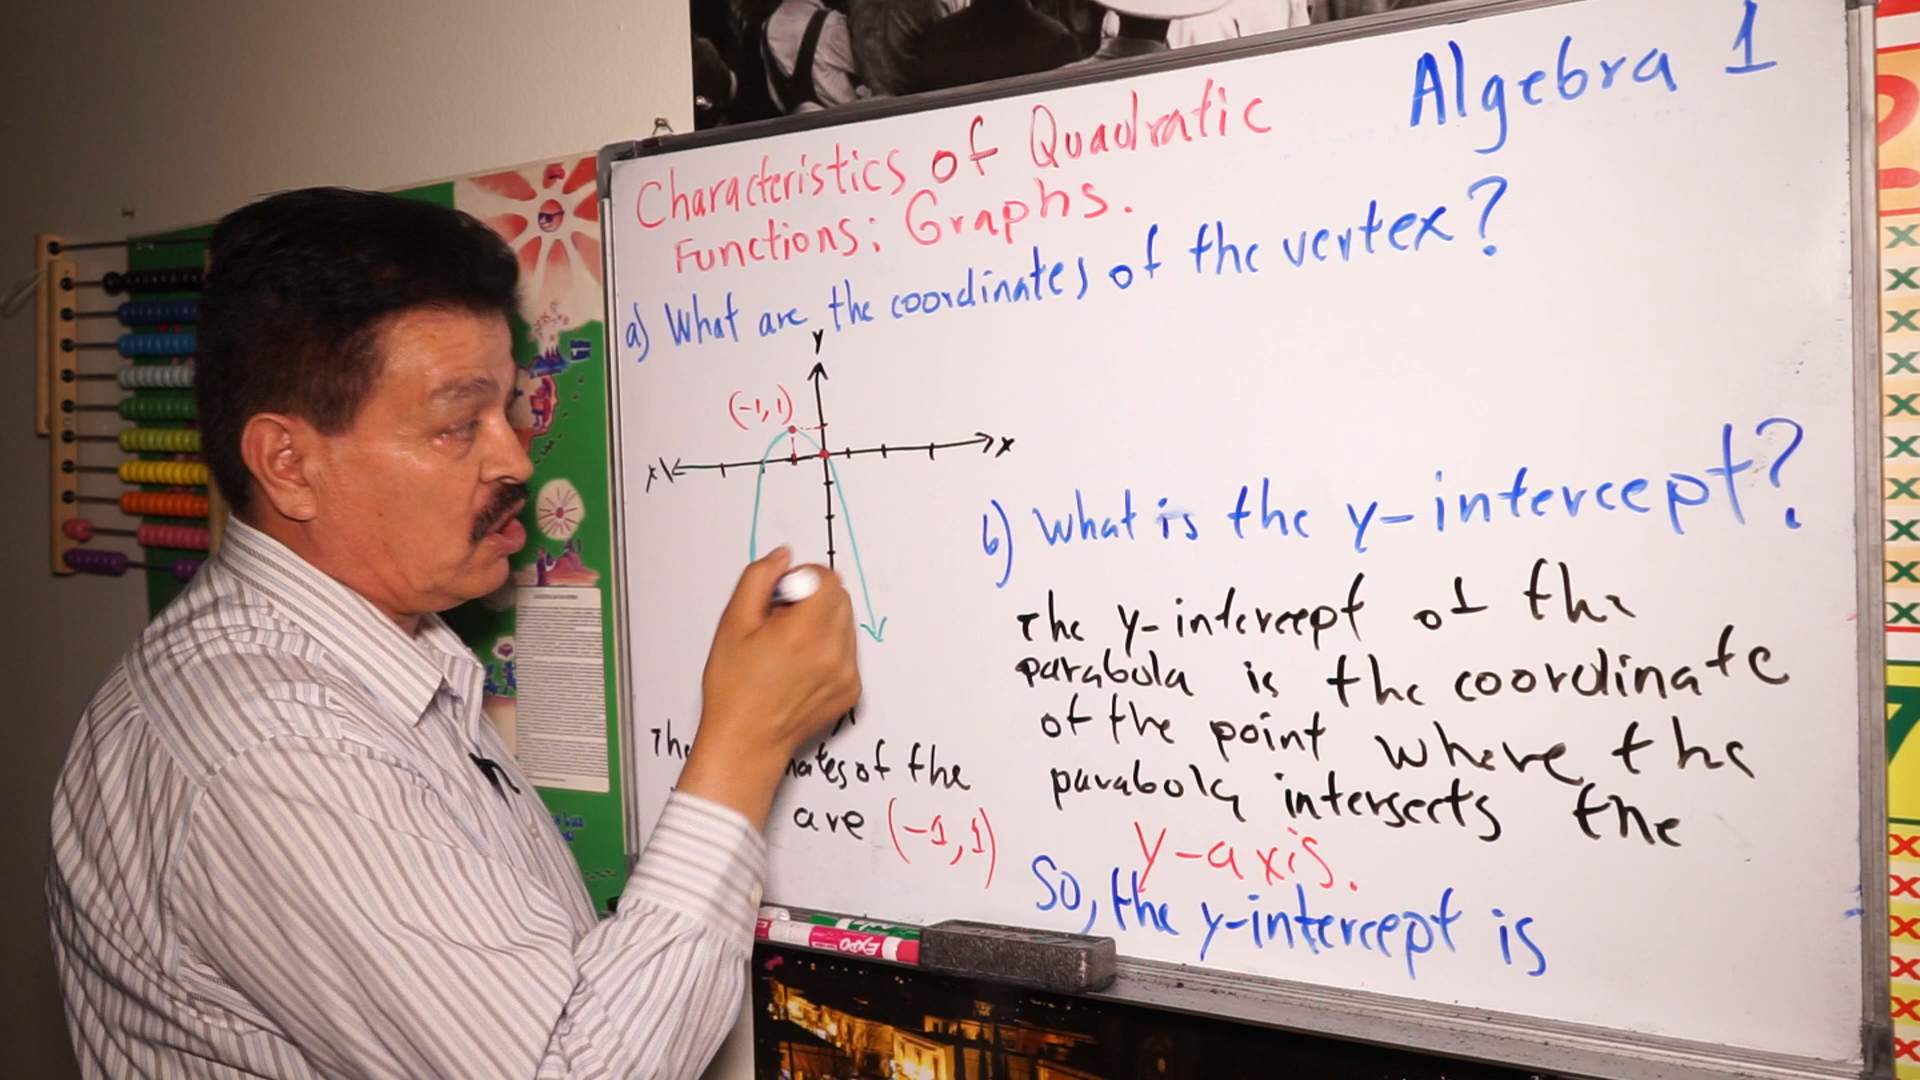 Algebra 1
Characteristics of Quadratic
Functions: Graphs.
a) What are the coordinates of the vertex?
y
(-1,1)
x
x
b) What is the y-intercept?
The y-intercept of the
parabola is the coordinate
of the point where the
parabola intersects the
y-axis.
So, the y-intercept is
The
of the
are (-1,1)
EXPO